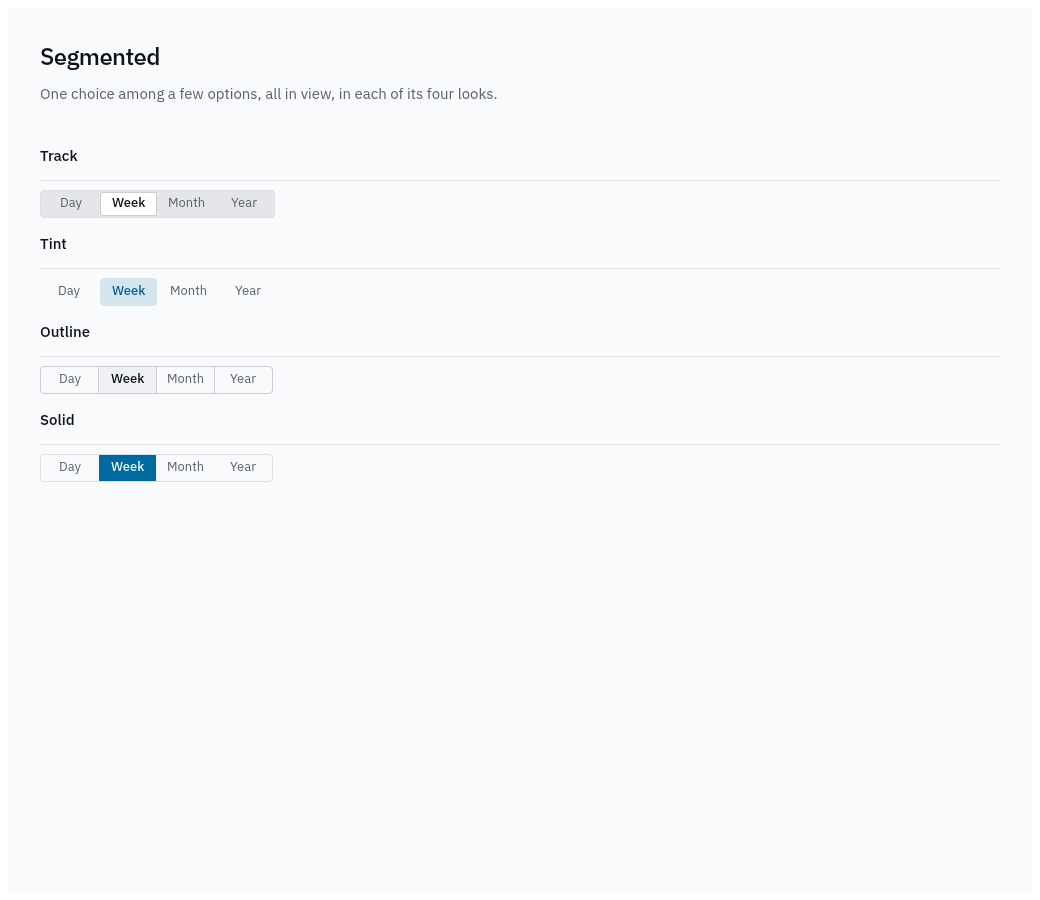 Segmented
One choice among a few options, all in view, in each of its four looks.
Track
Day Week Month Year
Tint
Day Week Month Year
Outline
Day Week Month Year
Solid
Day Week Month Year